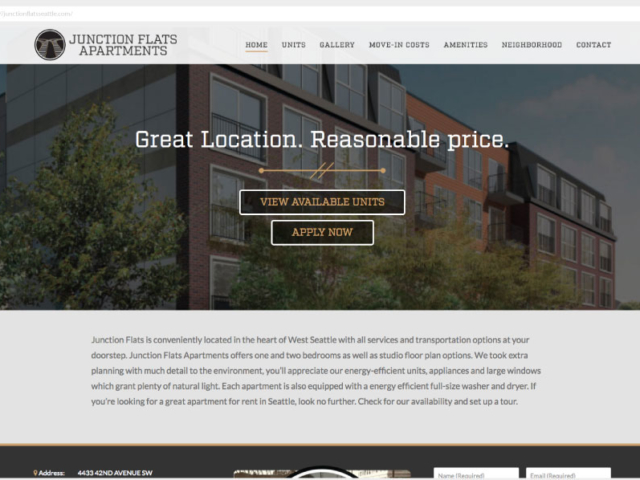 junctionflatsseattle.com/
JUNCTION FLATS
APARTMENTS
HOME UNITS GALLERY MOVE-IN COSTS AMENITIES NEIGHBORHOOD CONTACT
Great Location. Reasonable price.
VIEW AVAILABLE UNITS
APPLY NOW
Junction Flats is conveniently located in the heart of West Seattle with all services and transportation options at your
doorstep. Junction Flats Apartments offers one and two bedrooms as well as studio floor plan options. We took extra
planning with much detail to the environment, you'll appreciate our energy-efficient units, appliances and large windows
which grant plenty of natural light. Each apartment is also equipped with a energy efficient full-size washer and dryer. If
you're looking for a great apartment for rent in Seattle, look no further. Check for our availability and set up a tour.
Address: 4433 42ND AVENUE SW
Name (Required) Email (Required)